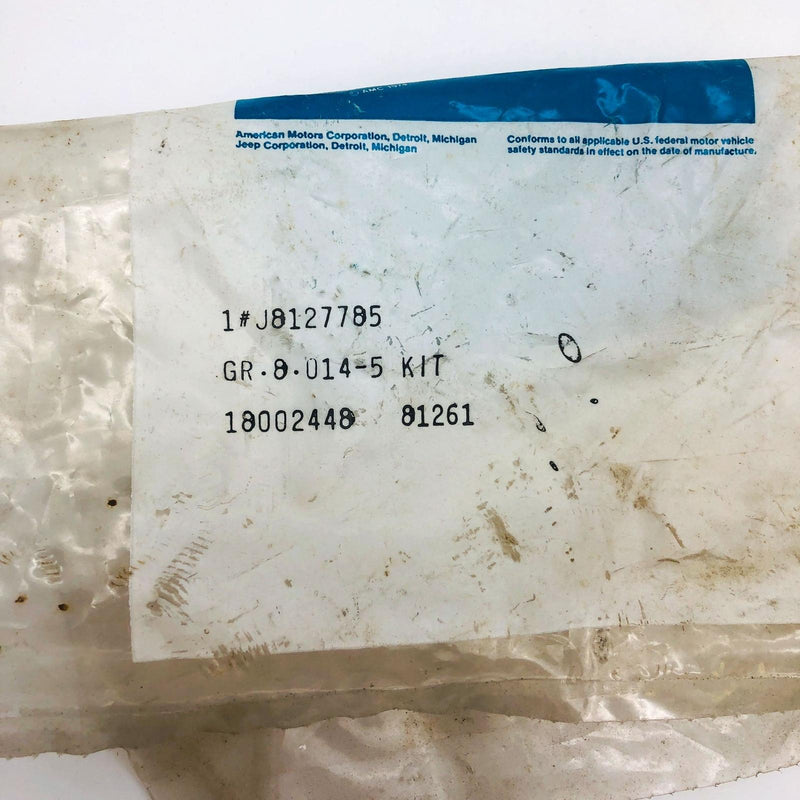 American Motors Corporation, Detroit, Michigan
Jeep Corporation, Detroit, Michigan
Conforms to all applicable U.S. federal motor vehicle
safety standards in effect on the date of manufacture.
1#J8127785
GR.8.014-5 KIT
18002448 81261